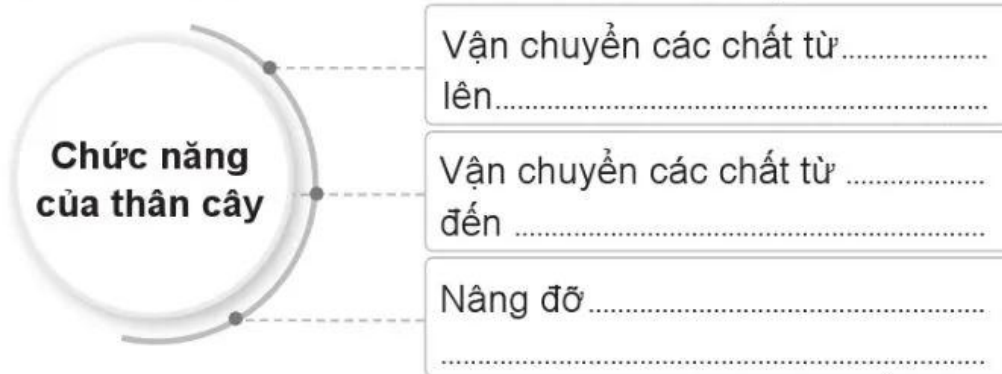 Chức năng
của thân cây
Vận chuyển các chất từ...................
lên................................................................
Vận chuyển các chất từ ..................
đến .............................................................
Nâng đỡ...................................................
.......................................................................